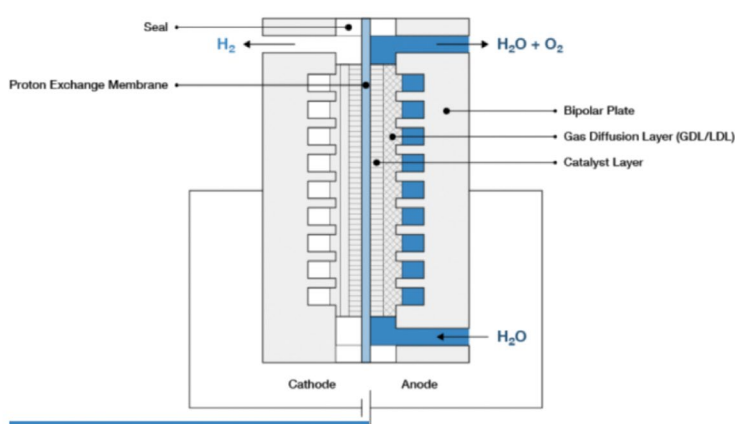 Seal
H₂
H₂O + O₂
Proton Exchange Membrane
Bipolar Plate
Gas Diffusion Layer (GDL/LDL)
Catalyst Layer
H₂O
Cathode
Anode